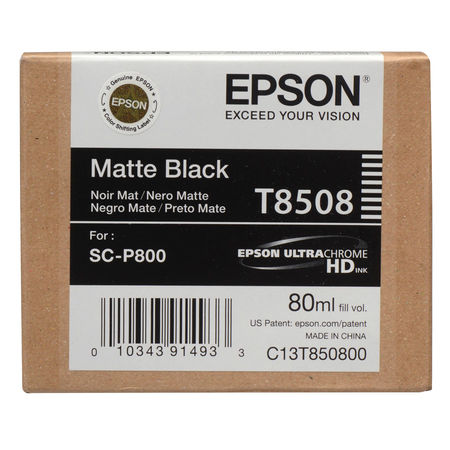 Genuine EPSON
EPSON
Color Shifting Label
EPSON®
EXCEED YOUR VISION
Matte Black
Noir Mat/Nero Matte
Negro Mate/Preto Mate
T8508
For :
SC-P800
EPSON ULTRACHROME
HD INK
80ml fill vol.
US Patent: epson.com/patent
MADE IN CHINA
0 10343 91493 3
C13T850800